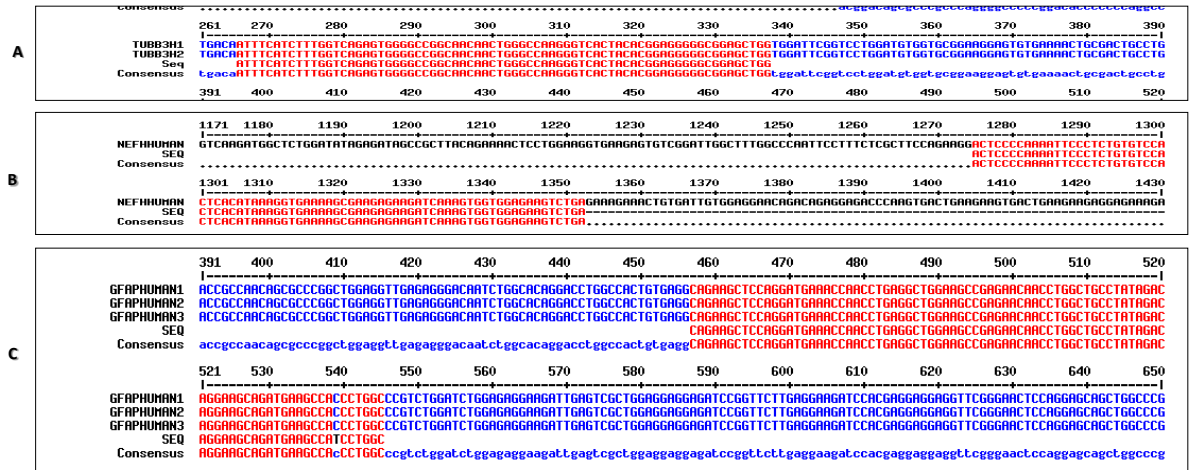 A
261 270 280 290 300 310 320 330 340 350 360 370 380 390
|--------+---------+---------+---------+---------+---------+---------+---------+---------+---------+---------+---------+---------|
TUBB3H1 TGACAATTTCATCTTTGGTCAGAGTGGGGCCGGCAACAACTGGGCCAAGGGTCACTACACGGAGGGGGCGGAGCTGGTGGATTCGGTCCTGGATGTGGTGCGGAAGGAGTGTGAAAACTGCGACTGCCTG
TUBB3H2 TGACAATTTCATCTTTGGTCAGAGTGGGGCCGGCAACAACTGGGCCAAGGGTCACTACACGGAGGGGGCGGAGCTGGTGGATTCGGTCCTGGATGTGGTGCGGAAGGAGTGTGAAAACTGCGACTGCCTG
Seq ATTTCATCTTTGGTCAGAGTGGGGCCGGCAACAACTGGGCCAAGGGTCACTACACGGAGGGGGCGGAGCTGG
Consensus tgacaATTTCATCTTTGGTCAGAGTGGGGCCGGCAACAACTGGGCCAAGGGTCACTACACGGAGGGGGCGGAGCTGGtggattcggtcctggatgtggtgcggaaggagtgtgaaaactgcgactgcctg
391 400 410 420 430 440 450 460 470 480 490 500 510 520
B
1171 1180 1190 1200 1210 1220 1230 1240 1250 1260 1270 1280 1290 1300
|--------+---------+---------+---------+---------+---------+---------+---------+---------+---------+---------+---------+---------|
NEFHHUMAN GTCAAGATGGCTCTGGATATAGAGATAGCCGCTTACAGAAAACTCCTGGAAGGTGAAGAGTGTCGGATTGGCTTTGGCCCAATTCCTTTCTCGCTTCCAGAAGGACTCCCCAAAATTCCCTCTGTGTCCA
SEQ ACTCCCCAAAATTCCCTCTGTGTCCA
Consensus ........................................................................................................ACTCCCCAAAATTCCCTCTGTGTCCA
1301 1310 1320 1330 1340 1350 1360 1370 1380 1390 1400 1410 1420 1430
|--------+---------+---------+---------+---------+---------+---------+---------+---------+---------+---------+---------+---------|
NEFHHUMAN CTCACATAAAGGTGAAAAGCGAAGAGAAGATCAAAGTGGTGGAGAAGTCTGAGAAAGAAACTGTGATTGTGGAGGAACAGACAGAGGAGACCCAAGTGACTGAAGAAGTGACTGAAGAAGAGGAGAAAGA
SEQ CTCACATAAAGGTGAAAAGCGAAGAGAAGATCAAAGTGGTGGAGAAGTCTGA
Consensus CTCACATAAAGGTGAAAAGCGAAGAGAAGATCAAAGTGGTGGAGAAGTCTGA..............................................................................
C
391 400 410 420 430 440 450 460 470 480 490 500 510 520
|--------+---------+---------+---------+---------+---------+---------+---------+---------+---------+---------+---------+---------|
GFAPHUMAN1 ACCGCCAACAGCGCCCGGCTGGAGGTTGAGAGGGACAATCTGGCACAGGACCTGGCCACTGTGAGGCAGAAGCTCCAGGATGAAACCAACCTGAGGCTGGAAGCCGAGAACAACCTGGCTGCCTATAGAC
GFAPHUMAN2 ACCGCCAACAGCGCCCGGCTGGAGGTTGAGAGGGACAATCTGGCACAGGACCTGGCCACTGTGAGGCAGAAGCTCCAGGATGAAACCAACCTGAGGCTGGAAGCCGAGAACAACCTGGCTGCCTATAGAC
GFAPHUMAN3 ACCGCCAACAGCGCCCGGCTGGAGGTTGAGAGGGACAATCTGGCACAGGACCTGGCCACTGTGAGGCAGAAGCTCCAGGATGAAACCAACCTGAGGCTGGAAGCCGAGAACAACCTGGCTGCCTATAGAC
SEQ CAGAAGCTCCAGGATGAAACCAACCTGAGGCTGGAAGCCGAGAACAACCTGGCTGCCTATAGAC
Consensus accgccaacagcgcccggctggaggttgagagggacaatctggcacaggacctggccactgtgaggCAGAAGCTCCAGGATGAAACCAACCTGAGGCTGGAAGCCGAGAACAACCTGGCTGCCTATAGAC
521 530 540 550 560 570 580 590 600 610 620 630 640 650
|--------+---------+---------+---------+---------+---------+---------+---------+---------+---------+---------+---------+---------|
GFAPHUMAN1 AGGAAGCAGATGAAGCCACCCTGGCCCGTCTGGATCTGGAGAGGAAGATTGAGTCGCTGGAGGAGGAGATCCGGTTCTTGAGGAAGATCCACGAGGAGGAGGTTCGGGAACTCCAGGAGCAGCTGGCCCG
GFAPHUMAN2 AGGAAGCAGATGAAGCCACCCTGGCCCGTCTGGATCTGGAGAGGAAGATTGAGTCGCTGGAGGAGGAGATCCGGTTCTTGAGGAAGATCCACGAGGAGGAGGTTCGGGAACTCCAGGAGCAGCTGGCCCG
GFAPHUMAN3 AGGAAGCAGATGAAGCCACCCTGGCCCGTCTGGATCTGGAGAGGAAGATTGAGTCGCTGGAGGAGGAGATCCGGTTCTTGAGGAAGATCCACGAGGAGGAGGTTCGGGAACTCCAGGAGCAGCTGGCCCG
SEQ AGGAAGCAGATGAAGCCATCCTGGC
Consensus AGGAAGCAGATGAAGCCAcCCTGGCccgtctggatctggagaggaagattgagtcgctggaggaggagatccggttcttgaggaagatccacgaggaggaggttcgggaactccaggagcagctggcccg